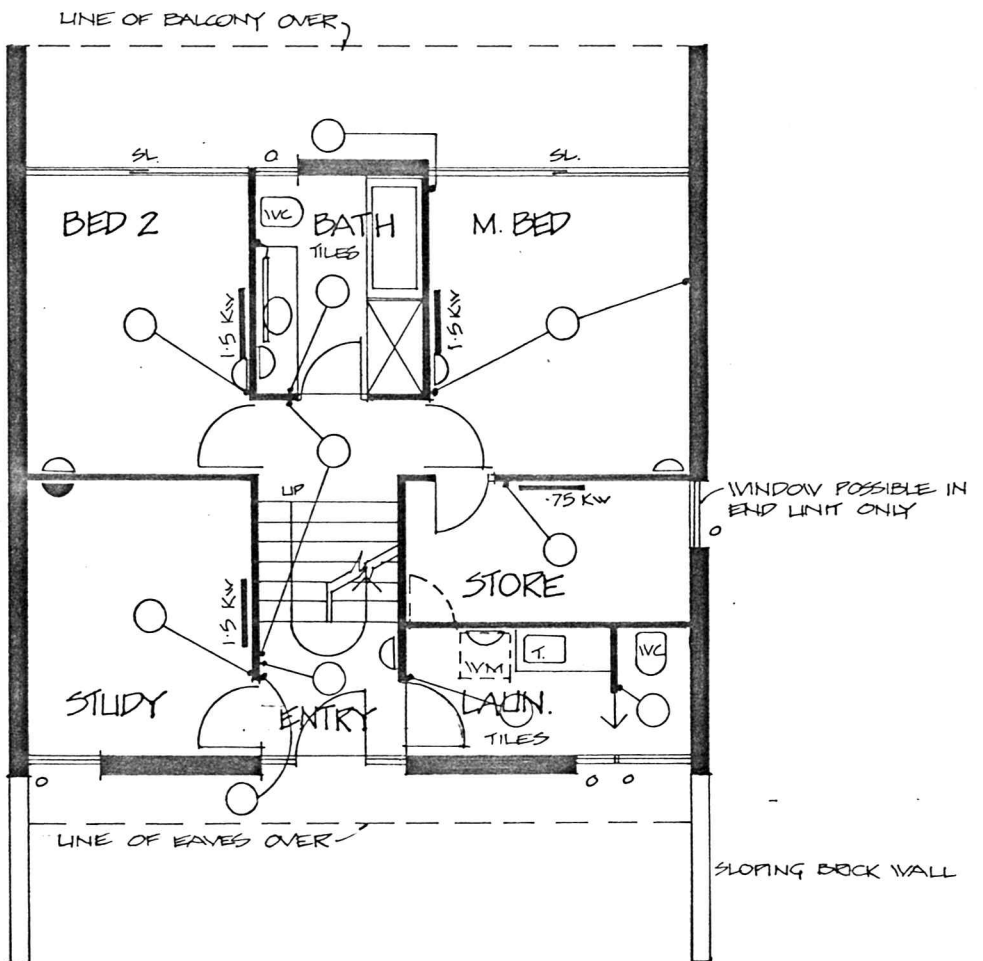 LINE OF BALCONY OVER
SL.
O
SL.
BED 2
WC
BATH
TILES
M. BED
1.5 KW
1.5 KW
UP
.75 KW
WINDOW POSSIBLE IN
END UNIT ONLY
O
STORE
1.5 KW
WM
T.
WC
STUDY
ENTRY
LAUN.
TILES
O
O
O
LINE OF EAVES OVER
SLOPING BRICK WALL